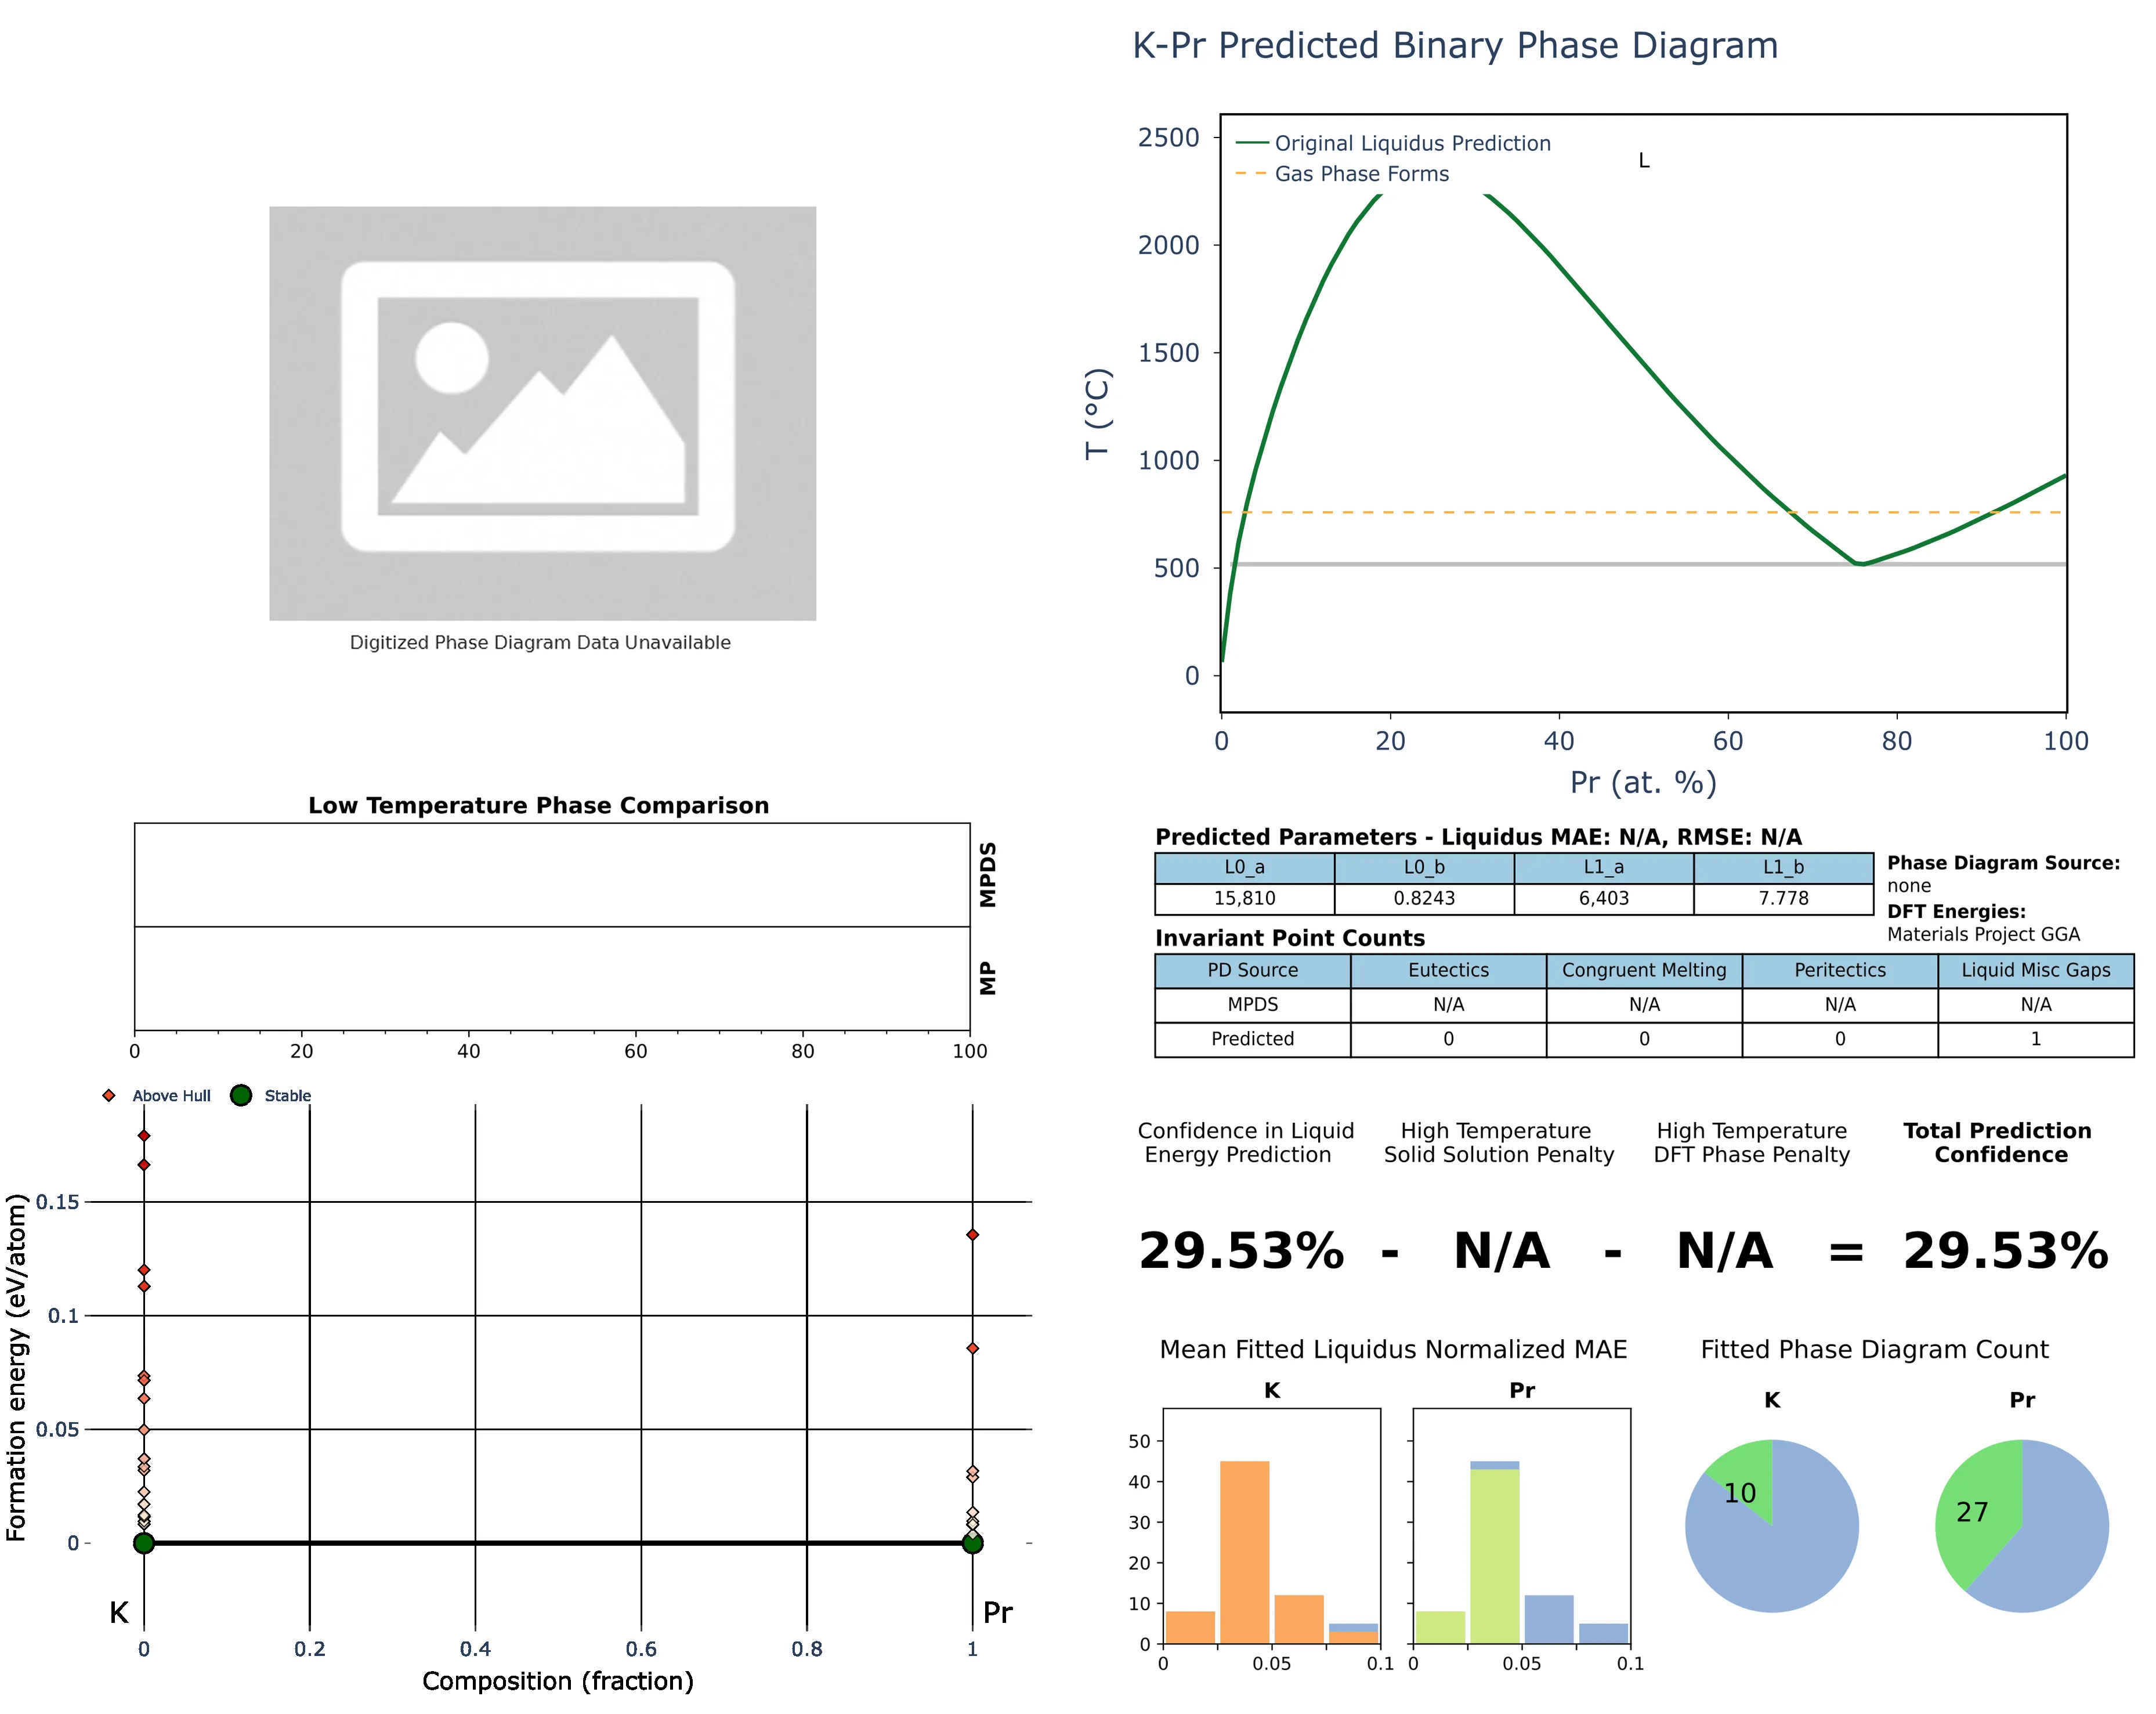 K-Pr Predicted Binary Phase Diagram
Original Liquidus Prediction
Gas Phase Forms
L
2500
2000
1500
1000
500
0
T (°C)
0 20 40 60 80 100
Pr (at. %)
Digitized Phase Diagram Data Unavailable
Low Temperature Phase Comparison
MPDS
MP
0 20 40 60 80 100
Predicted Parameters - Liquidus MAE: N/A, RMSE: N/A
L0_a L0_b L1_a L1_b
15,810 0.8243 6,403 7.778
Phase Diagram Source:
none
DFT Energies:
Materials Project GGA
Invariant Point Counts
PD Source Eutectics Congruent Melting Peritectics Liquid Misc Gaps
MPDS N/A N/A N/A N/A
Predicted 0 0 0 1
Above Hull Stable
0.15
0.1
0.05
0
Formation energy (eV/atom)
K Pr
0 0.2 0.4 0.6 0.8 1
Composition (fraction)
Confidence in Liquid
Energy Prediction
High Temperature
Solid Solution Penalty
High Temperature
DFT Phase Penalty
Total Prediction
Confidence
29.53% - N/A - N/A = 29.53%
Mean Fitted Liquidus Normalized MAE
K Pr
50
40
30
20
10
0
0 0.05 0.1 0 0.05 0.1
Fitted Phase Diagram Count
K Pr
10 27